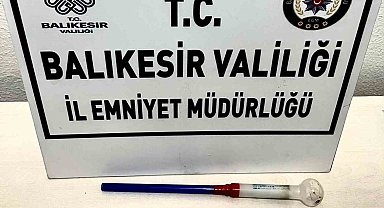 T.C.
BALIKESİR
VALİLİĞİ
T.C.
BALIKESİR VALİLİĞİ
İL EMNİYET MÜDÜRLÜĞÜ